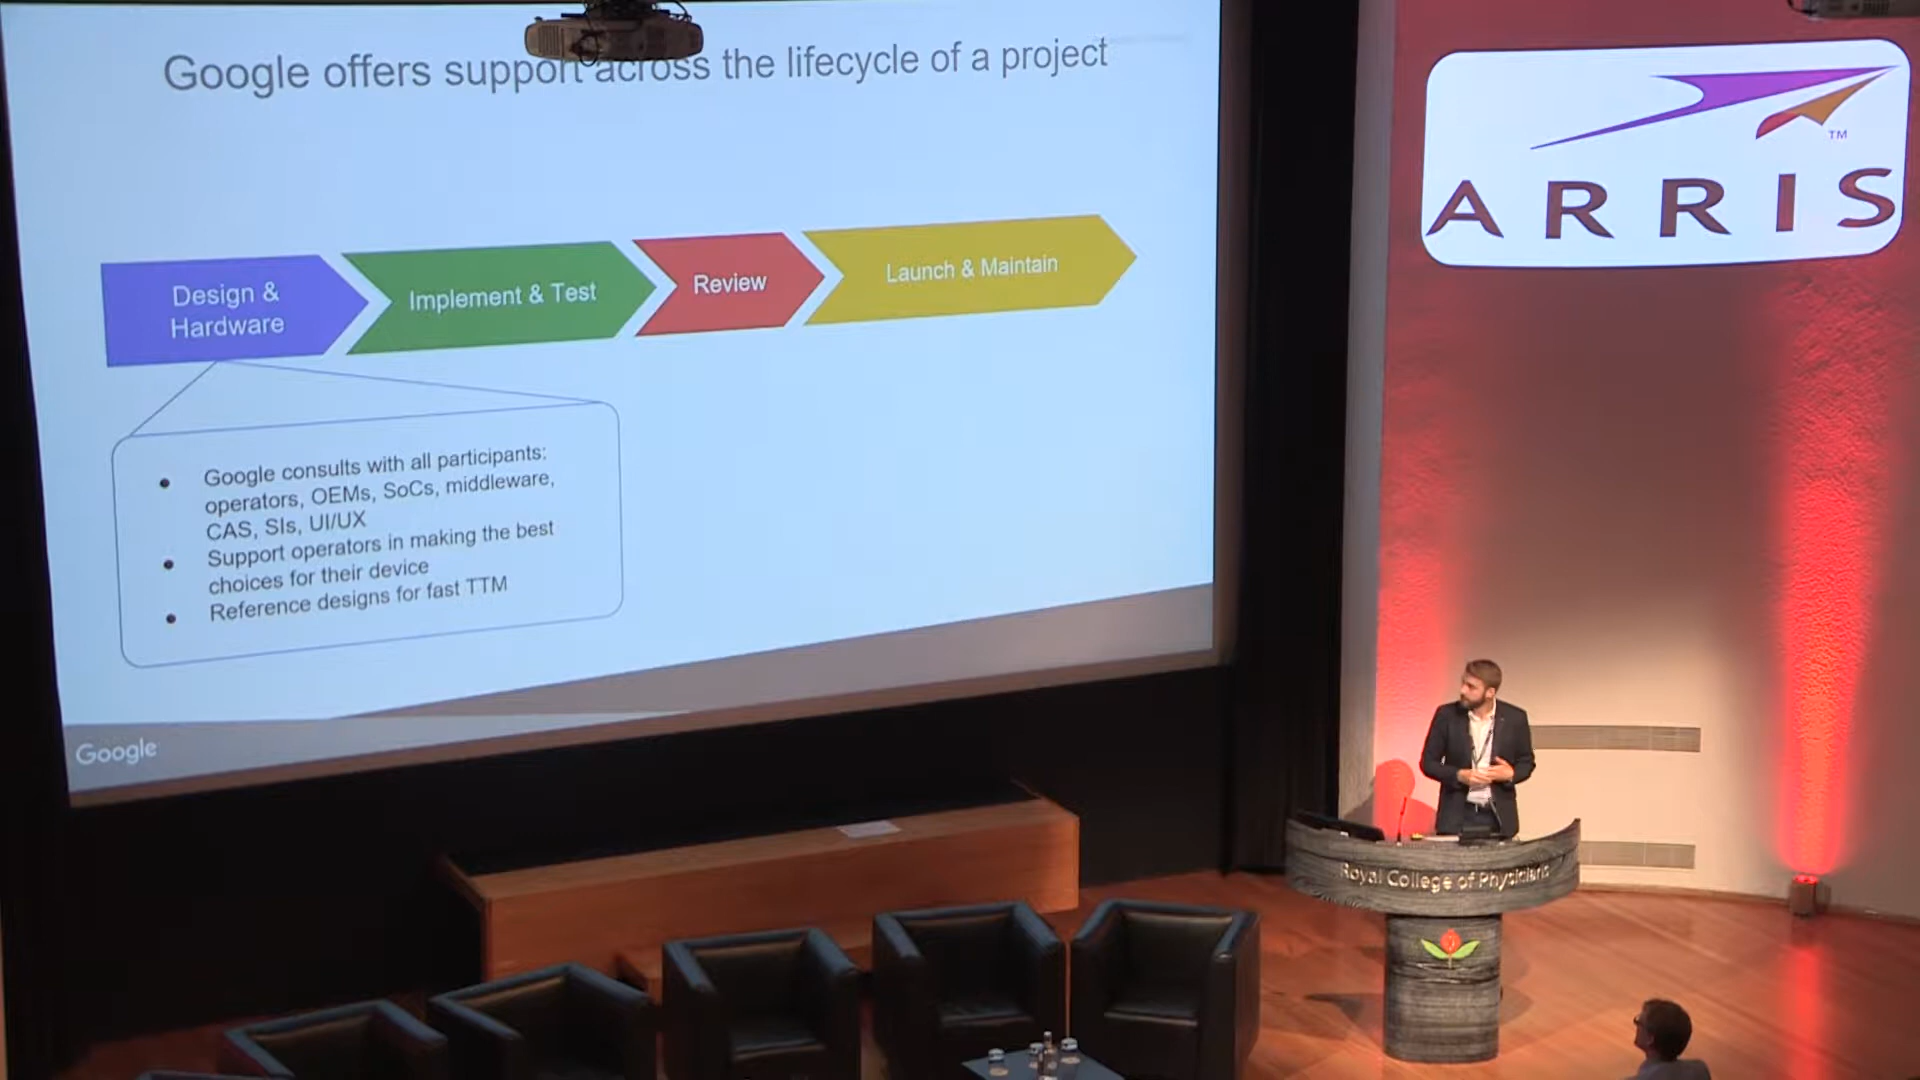 Google offers support across the lifecycle of a project
Design &
Hardware
Implement & Test
Review
Launch & Maintain
Google consults with all participants:
operators, OEMs, SoCs, middleware,
CAS, SIs, UI/UX
Support operators in making the best
choices for their device
Reference designs for fast TTM
Google
ARRIS
TM
Royal College of Physicians